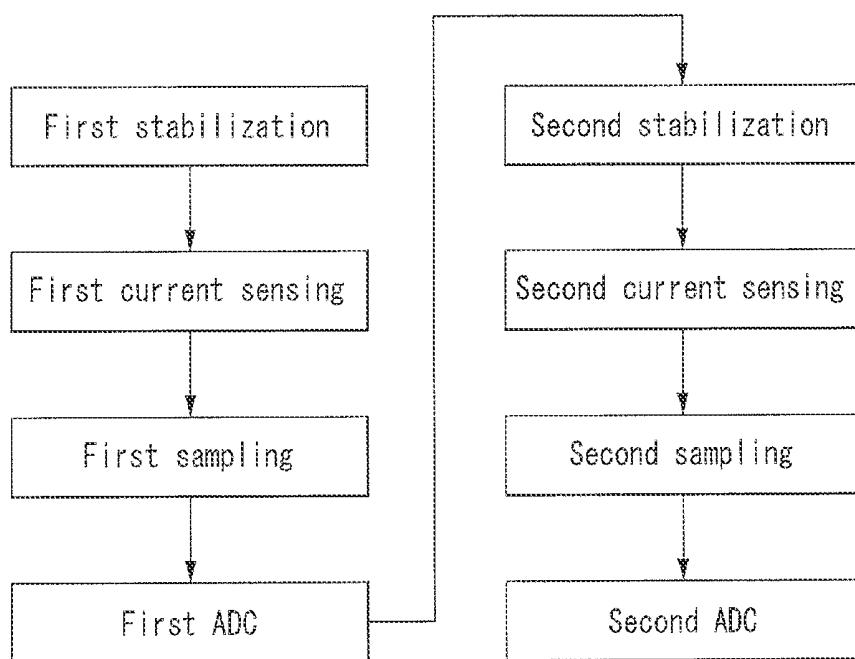 First stabilization
First current sensing
First sampling
First ADC
Second stabilization
Second current sensing
Second sampling
Second ADC